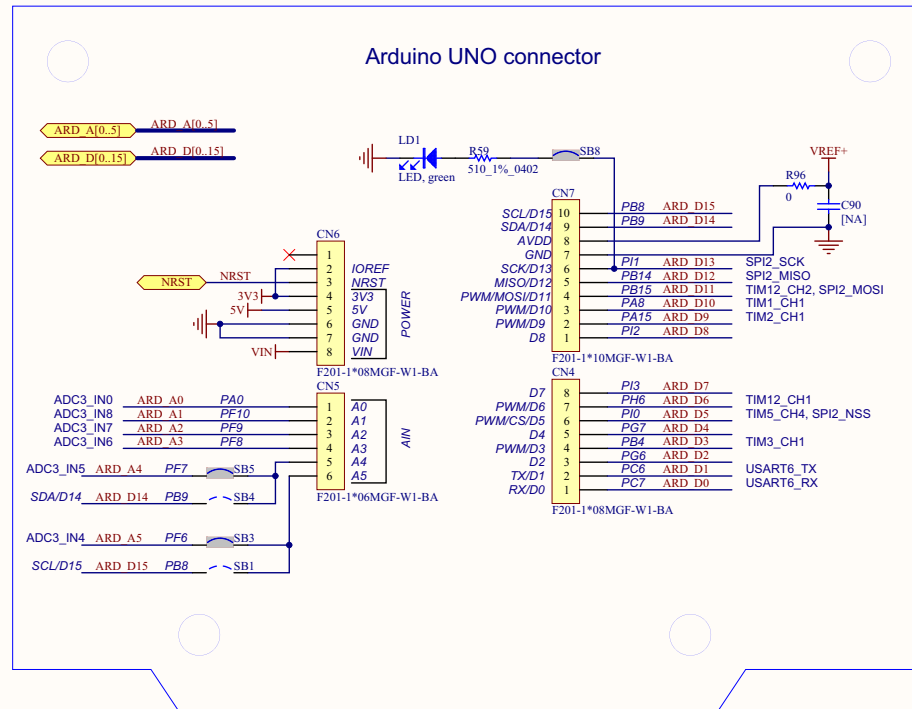 Arduino UNO connector
ARD_A[0..5] ARD_A[0..5]
ARD_D[0..15] ARD_D[0..15]
LD1
LED, green
R59
510_1%_0402
SB8
VREF+
R96
0
C90
[NA]
CN7
SCL/D15 10 PB8 ARD_D15
SDA/D14 9 PB9 ARD_D14
AVDD 8
GND 7
SCK/D13 6 PI1 ARD_D13 SPI2_SCK
MISO/D12 5 PB14 ARD_D12 SPI2_MISO
PWM/MOSI/D11 4 PB15 ARD_D11 TIM12_CH2, SPI2_MOSI
PWM/D10 3 PA8 ARD_D10 TIM1_CH1
PWM/D9 2 PA15 ARD_D9 TIM2_CH1
D8 1 PI2 ARD_D8
F201-1*10MGF-W1-BA
CN6
1
2 IOREF
NRST NRST 3 NRST
3V3 4 3V3
5V 5 5V
6 GND
7 GND
VIN 8 VIN
POWER
F201-1*08MGF-W1-BA
CN5
ADC3_IN0 ARD_A0 PA0 1 A0
ADC3_IN8 ARD_A1 PF10 2 A1
ADC3_IN7 ARD_A2 PF9 3 A2
ADC3_IN6 ARD_A3 PF8 4 A3
5 A4
6 A5
AIN
F201-1*06MGF-W1-BA
ADC3_IN5 ARD_A4 PF7 SB5
SDA/D14 ARD_D14 PB9 SB4
ADC3_IN4 ARD_A5 PF6 SB3
SCL/D15 ARD_D15 PB8 SB1
CN4
D7 8 PI3 ARD_D7
PWM/D6 7 PH6 ARD_D6 TIM12_CH1
PWM/CS/D5 6 PI0 ARD_D5 TIM5_CH4, SPI2_NSS
D4 5 PG7 ARD_D4
PWM/D3 4 PB4 ARD_D3 TIM3_CH1
D2 3 PG6 ARD_D2
TX/D1 2 PC6 ARD_D1 USART6_TX
RX/D0 1 PC7 ARD_D0 USART6_RX
F201-1*08MGF-W1-BA